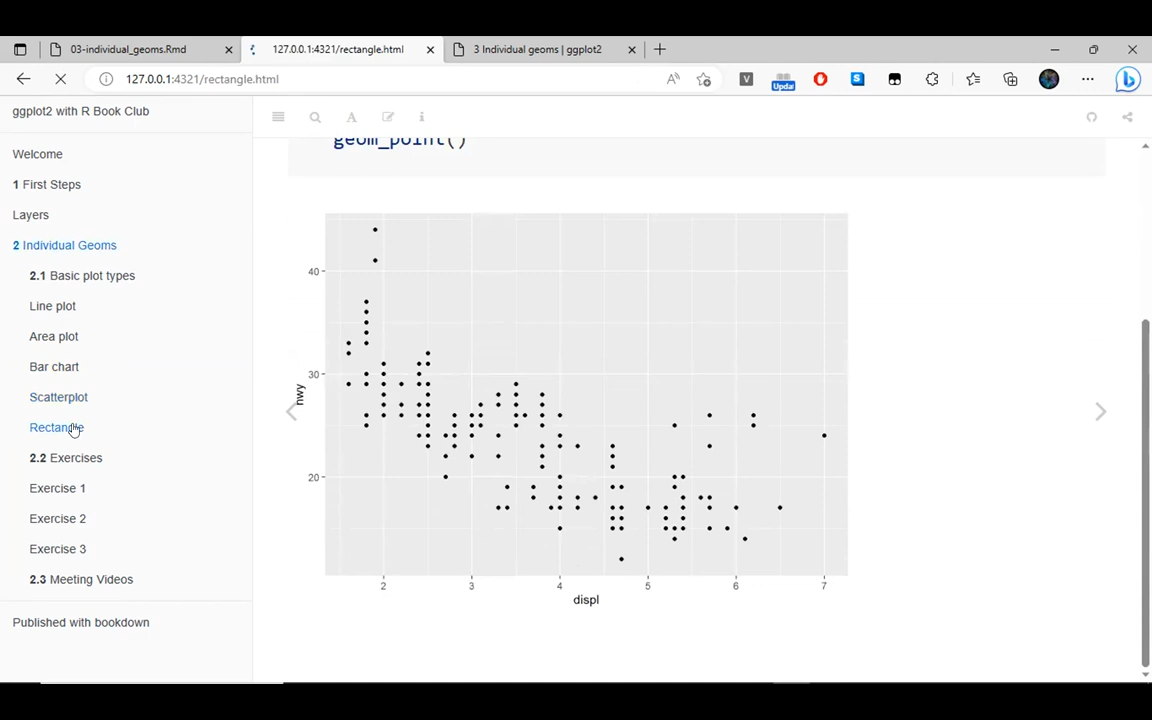 03-individual_geoms.Rmd
127.0.0.1:4321/rectangle.html
3 Individual geoms | ggplot2
127.0.0.1:4321/rectangle.html
V
Updat
S
ggplot2 with R Book Club
Welcome
1 First Steps
Layers
2 Individual Geoms
2.1 Basic plot types
Line plot
Area plot
Bar chart
Scatterplot
Rectangle
2.2 Exercises
Exercise 1
Exercise 2
Exercise 3
2.3 Meeting Videos
Published with bookdown
A
i
geom_point()
40
30
20
hwy
2 3 4 5 6 7
displ